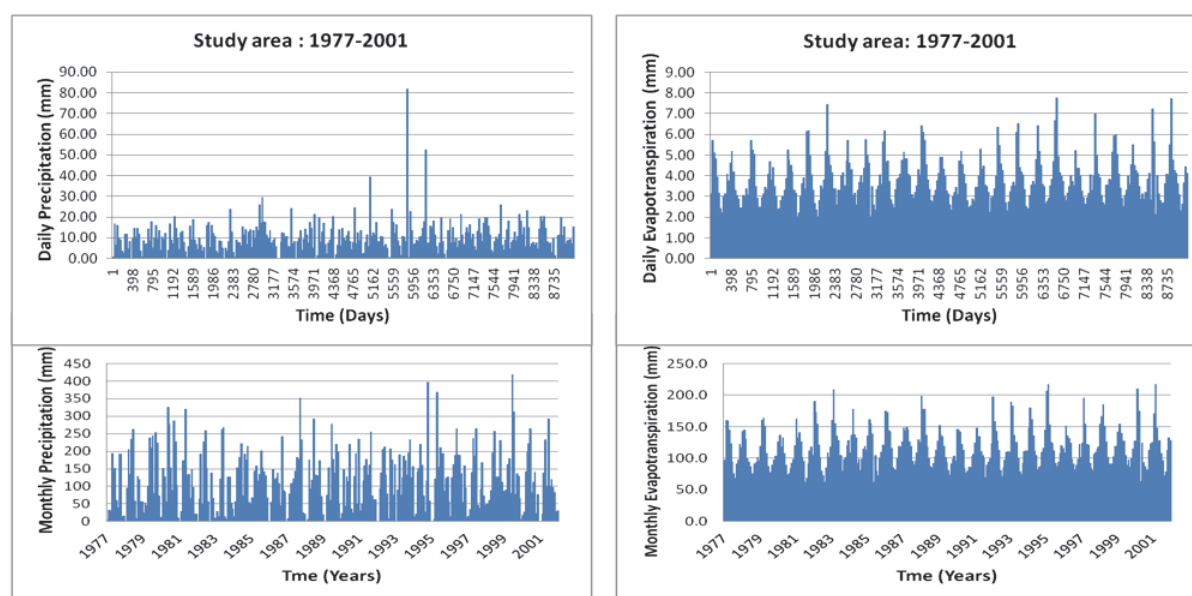 Study area : 1977-2001
Daily Precipitation (mm)
90.00
80.00
70.00
60.00
50.00
40.00
30.00
20.00
10.00
0.00
1 398 795 1192 1589 1986 2383 2780 3177 3574 3971 4368 4765 5162 5559 5956 6353 6750 7147 7544 7941 8338 8735
Time (Days)
Study area: 1977-2001
Daily Evapotranspiration (mm)
9.00
8.00
7.00
6.00
5.00
4.00
3.00
2.00
1.00
0.00
1 398 795 1192 1589 1986 2383 2780 3177 3574 3971 4368 4765 5162 5559 5956 6353 6750 7147 7544 7941 8338 8735
Time (Days)
Monthly Precipitation (mm)
450
400
350
300
250
200
150
100
50
0
1977 1979 1981 1983 1985 1987 1989 1991 1993 1995 1997 1999 2001
Tme (Years)
Monthly Evapotranspiration (mm)
250.0
200.0
150.0
100.0
50.0
0.0
1977 1979 1981 1983 1985 1987 1989 1991 1993 1995 1997 1999 2001
Tme (Years)